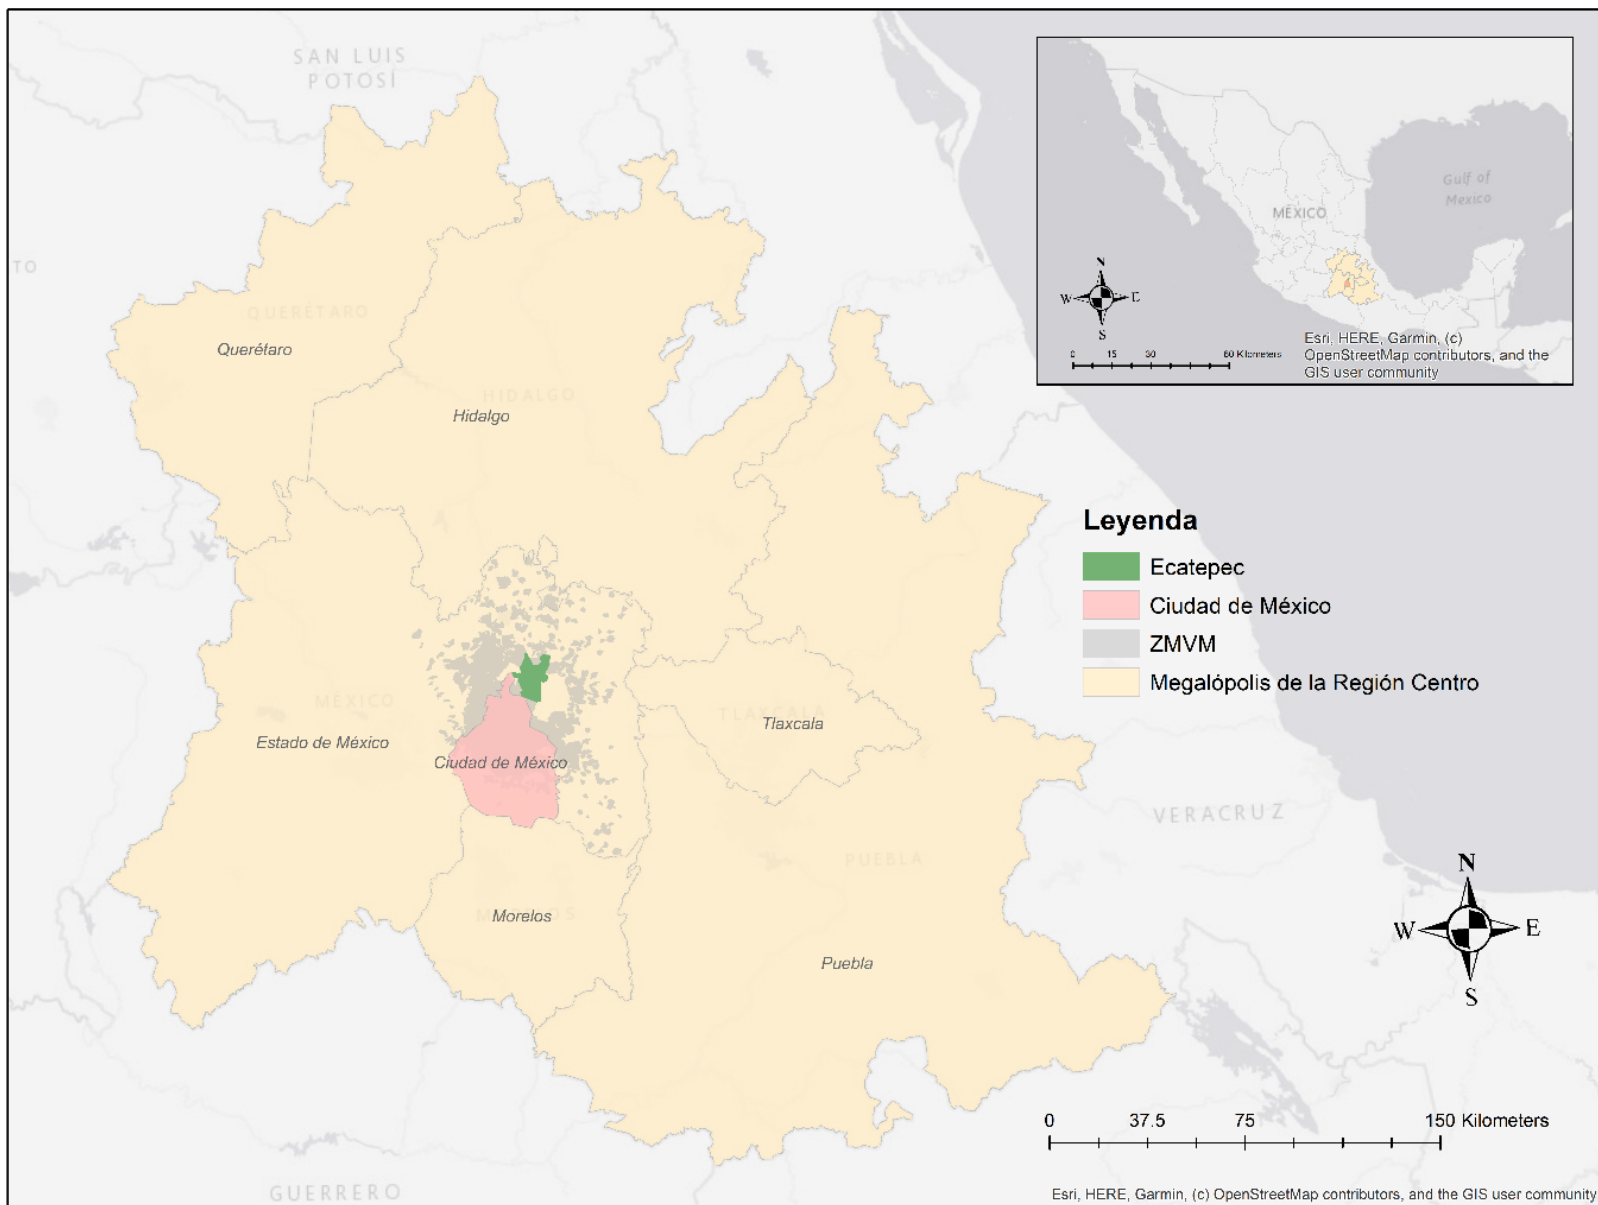 SAN LUIS
POTOSÍ
TO
QUERÉTARO
Querétaro
HIDALGO
Hidalgo
MÉXICO
Estado de México
Ciudad de México
TLAXCALA
Tlaxcala
MORELOS
Morelos
PUEBLA
Puebla
VERACRUZ
GUERRERO
Gulf of
Mexico
MÉXICO
N
W E
S
0 15 30 60 Kilometers
Esri, HERE, Garmin, (c)
OpenStreetMap contributors, and the
GIS user community
Leyenda
Ecatepec
Ciudad de México
ZMVM
Megalópolis de la Región Centro
N
W E
S
0 37.5 75 150 Kilometers
Esri, HERE, Garmin, (c) OpenStreetMap contributors, and the GIS user community